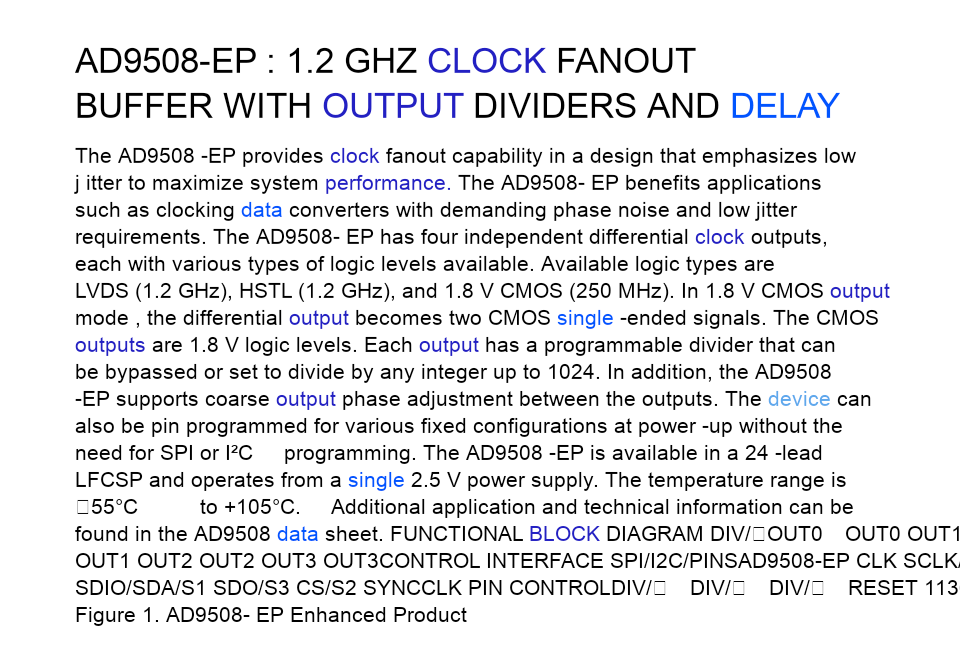 AD9508-EP : 1.2 GHZ CLOCK FANOUT
BUFFER WITH OUTPUT DIVIDERS AND DELAY
The AD9508 -EP provides clock fanout capability in a design that emphasizes low
j itter to maximize system performance. The AD9508- EP benefits applications
such as clocking data converters with demanding phase noise and low jitter
requirements. The AD9508- EP has four independent differential clock outputs,
each with various types of logic levels available. Available logic types are
LVDS (1.2 GHz), HSTL (1.2 GHz), and 1.8 V CMOS (250 MHz). In 1.8 V CMOS output
mode , the differential output becomes two CMOS single -ended signals. The CMOS
outputs are 1.8 V logic levels. Each output has a programmable divider that can
be bypassed or set to divide by any integer up to 1024. In addition, the AD9508
-EP supports coarse output phase adjustment between the outputs. The device can
also be pin programmed for various fixed configurations at power -up without the
need for SPI or I²C programming. The AD9508 -EP is available in a 24 -lead
LFCSP and operates from a single 2.5 V power supply. The temperature range is
□55°C to +105°C. Additional application and technical information can be
found in the AD9508 data sheet. FUNCTIONAL BLOCK DIAGRAM DIV/□OUT0 OUT0 OUT1
OUT1 OUT2 OUT2 OUT3 OUT3CONTROL INTERFACE SPI/I2C/PINSAD9508-EP CLK SCLK/
SDIO/SDA/S1 SDO/S3 CS/S2 SYNCCLK PIN CONTROLDIV/□ DIV/□ DIV/□ RESET 113
Figure 1. AD9508- EP Enhanced Product